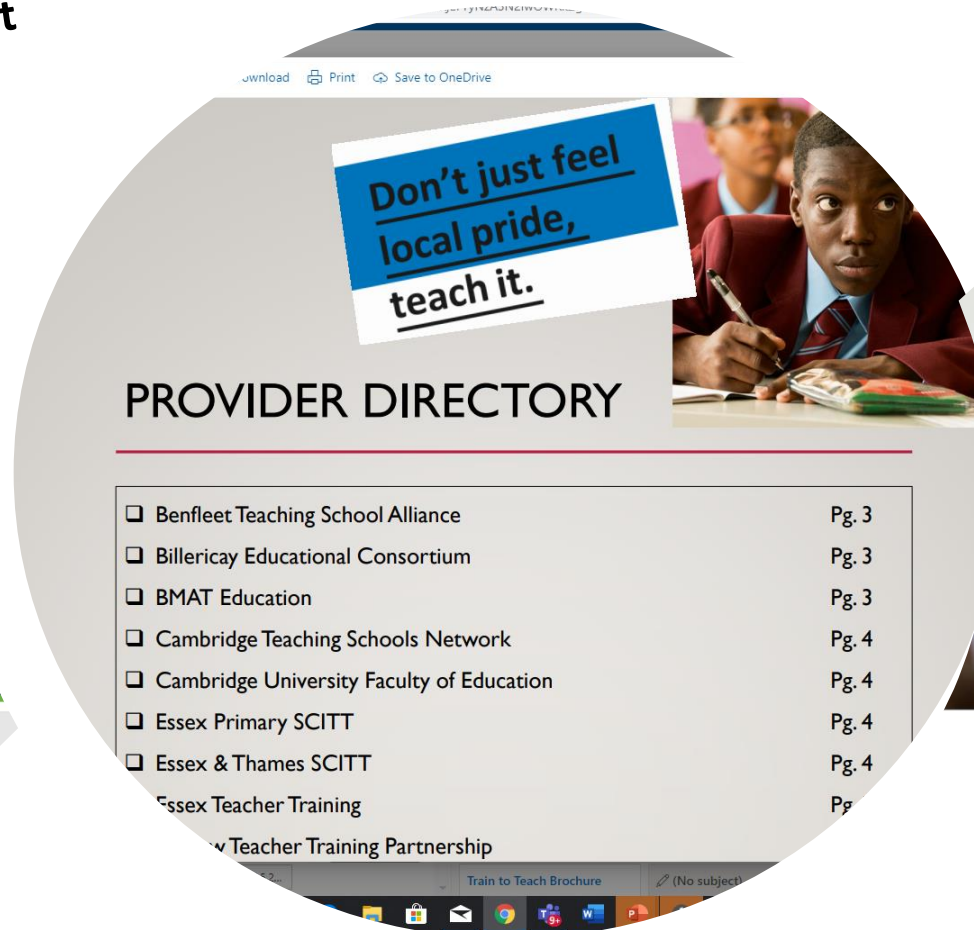 t
Print Save to OneDrive
Don't just feel
local pride,
teach it.
PROVIDER DIRECTORY
Benfleet Teaching School Alliance Pg. 3
Billericay Educational Consortium Pg. 3
BMAT Education Pg. 3
Cambridge Teaching Schools Network Pg. 4
Cambridge University Faculty of Education Pg. 4
Essex Primary SCITT Pg. 4
Essex & Thames SCITT Pg. 4
Essex Teacher Training Pg.
Teacher Training Partnership
Train to Teach Brochure (No subject)
9+